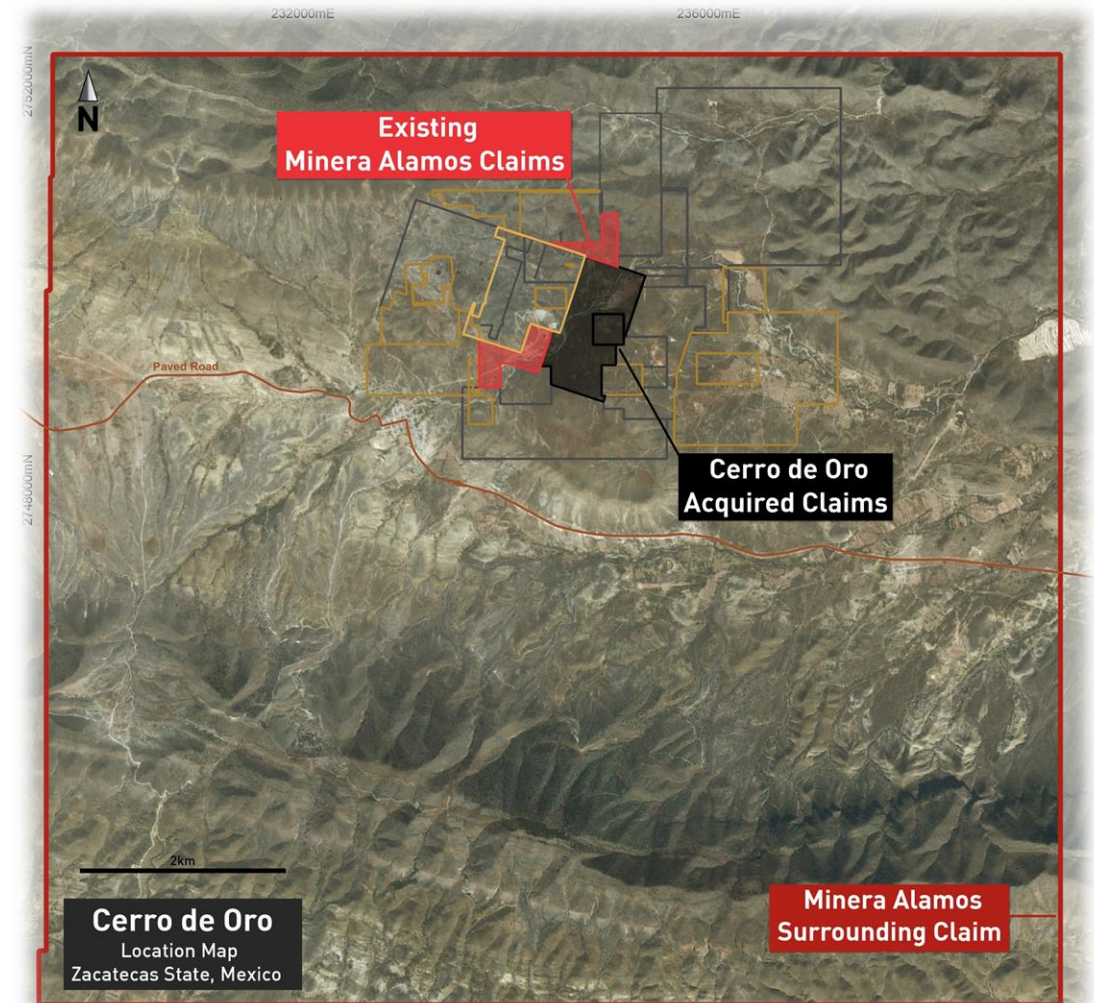 232000mE
236000mE
2752000mN
N
Existing
Minera Alamos Claims
Paved Road
Cerro de Oro
Acquired Claims
2748000mN
2km
Cerro de Oro
Location Map
Zacatecas State, Mexico
Minera Alamos
Surrounding Claim